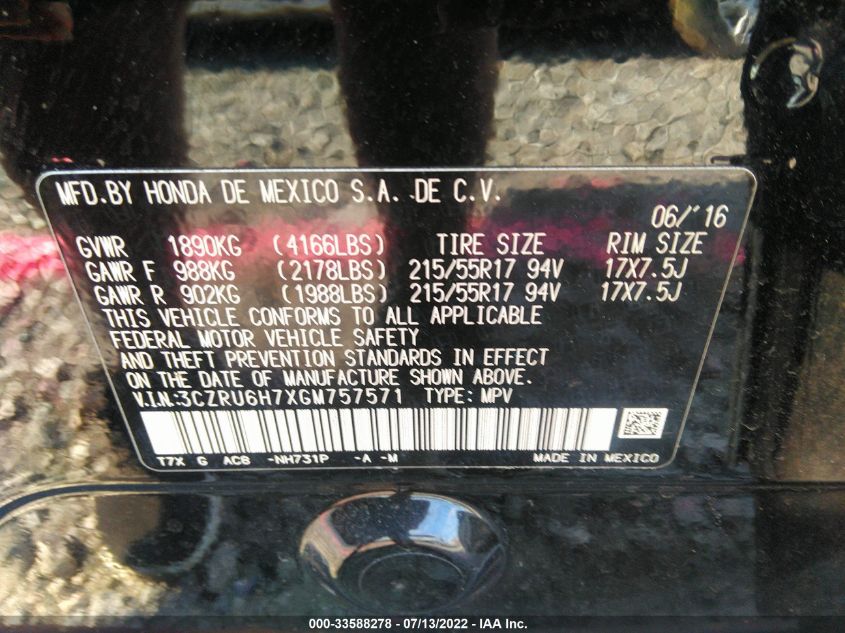 MFD.BY HONDA DE MEXICO S.A. DE C.V.
06/'16
GVWR 1890KG (4166LBS) TIRE SIZE RIM SIZE
GAWR F 988KG (2178LBS) 215/55R17 94V 17X7.5J
GAWR R 902KG (1988LBS) 215/55R17 94V 17X7.5J
THIS VEHICLE CONFORMS TO ALL APPLICABLE
FEDERAL MOTOR VEHICLE SAFETY
AND THEFT PREVENTION STANDARDS IN EFFECT
ON THE DATE OF MANUFACTURE SHOWN ABOVE.
V.I.N:3CZRU6H7XGM757571 TYPE: MPV
T7X G AC8 -NH731P -A -M MADE IN MEXICO
000-33588278 - 07/13/2022 - IAA Inc.